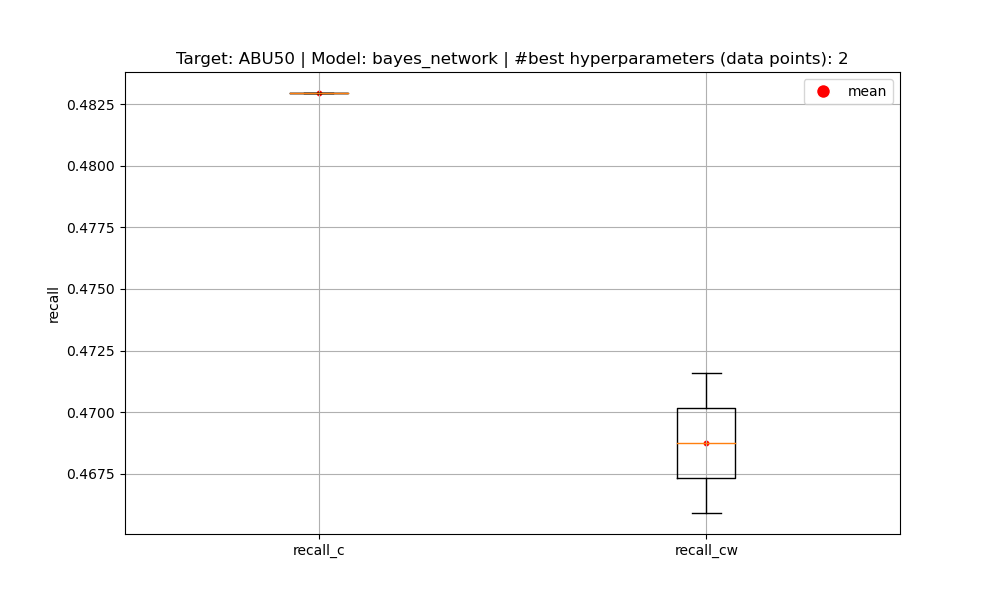 Target: ABU50 | Model: bayes_network | #best hyperparameters (data points): 2
mean
0.4825
0.4800
0.4775
0.4750
0.4725
0.4700
0.4675
recall
recall_c
recall_cw